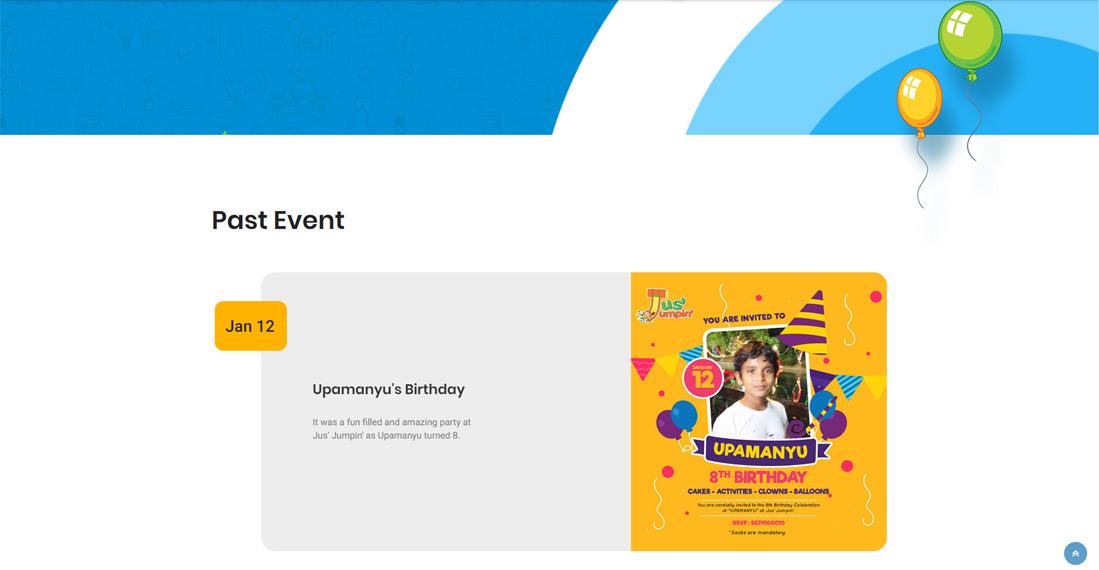 Past Event
Jan 12
Upamanyu's Birthday
It was a fun filled and amazing party at
Jus' Jumpin' as Upamanyu turned 8.
Jus'
Jumpin'
YOU ARE INVITED TO
JANUARY
12
UPAMANYU
8TH BIRTHDAY
CAKES - ACTIVITIES - CLOWNS - BALLOONS
You are cordially invited to the 8th Birthday Celebration
of "UPAMANYU" at Jus' Jumpin'
RSVP : 9674100010
*Socks are mandatory